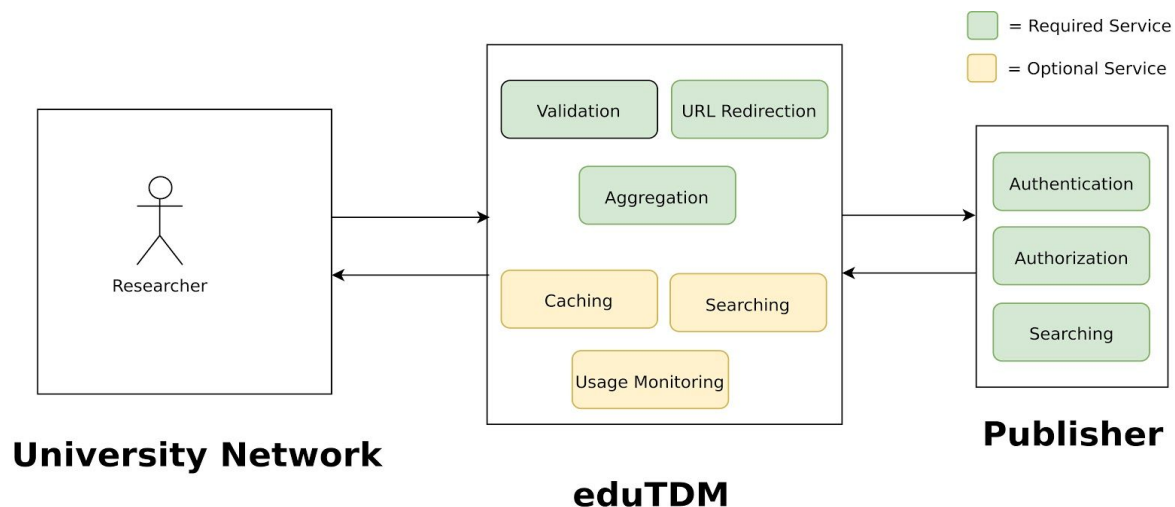 = Required Service
= Optional Service
Validation
URL Redirection
Aggregation
Caching
Searching
Usage Monitoring
Researcher
Authentication
Authorization
Searching
University Network
eduTDM
Publisher